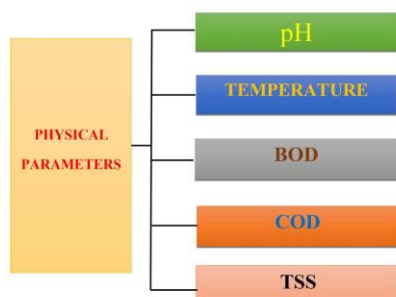 PHYSICAL
PARAMETERS
pH
TEMPERATURE
BOD
COD
TSS